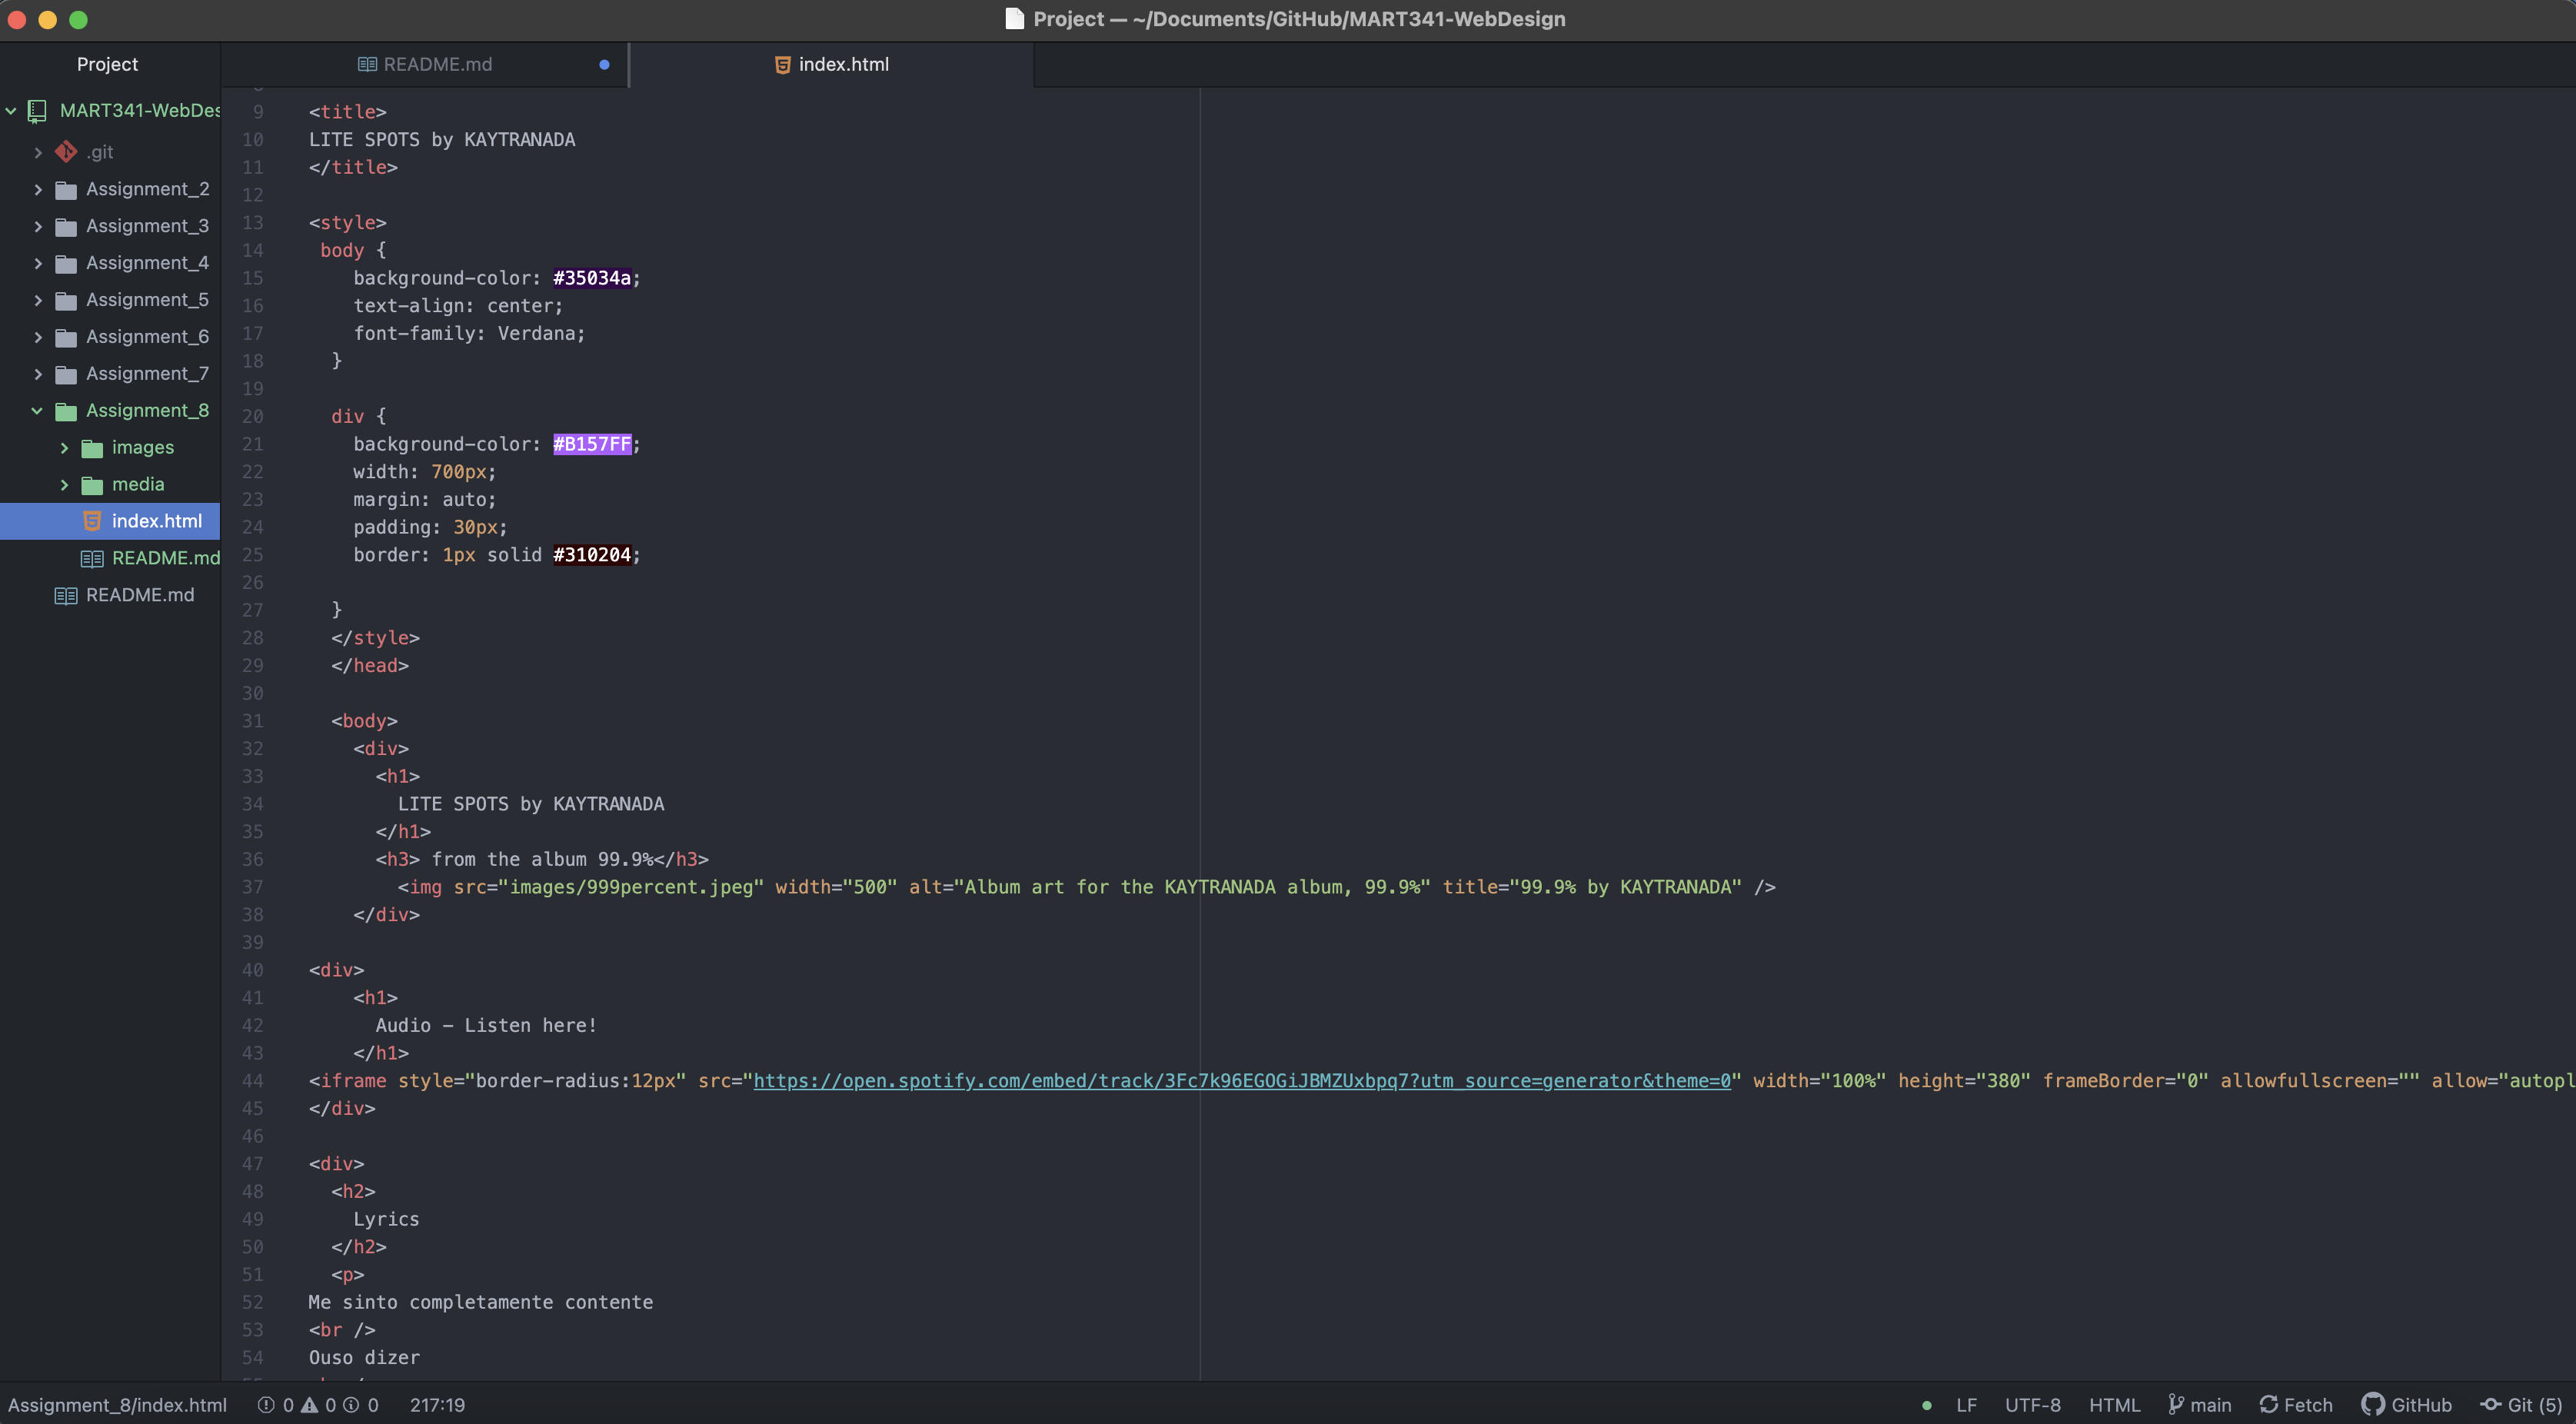 Project — ~/Documents/GitHub/MART341-WebDesign
Project
README.md
index.html
MART341-WebDes
.git
Assignment_2
Assignment_3
Assignment_4
Assignment_5
Assignment_6
Assignment_7
Assignment_8
images
media
index.html
README.md
README.md
9 <title>
10 LITE SPOTS by KAYTRANADA
11 </title>
12
13 <style>
14 body {
15 background-color: #35034a;
16 text-align: center;
17 font-family: Verdana;
18 }
19
20 div {
21 background-color: #B157FF;
22 width: 700px;
23 margin: auto;
24 padding: 30px;
25 border: 1px solid #310204;
26
27 }
28 </style>
29 </head>
30
31 <body>
32 <div>
33 <h1>
34 LITE SPOTS by KAYTRANADA
35 </h1>
36 <h3> from the album 99.9%</h3>
37 <img src="images/999percent.jpeg" width="500" alt="Album art for the KAYTRANADA album, 99.9%" title="99.9% by KAYTRANADA" />
38 </div>
39
40 <div>
41 <h1>
42 Audio – Listen here!
43 </h1>
44 <iframe style="border-radius:12px" src="https://open.spotify.com/embed/track/3Fc7k96EGOGiJBMZUxbpq7?utm_source=generator&theme=0" width="100%" height="380" frameBorder="0" allowfullscreen="" allow="autopl
45 </div>
46
47 <div>
48 <h2>
49 Lyrics
50 </h2>
51 <p>
52 Me sinto completamente contente
53 <br />
54 Ouso dizer
Assignment_8/index.html 0 0 0 217:19 LF UTF-8 HTML main Fetch GitHub Git (5)